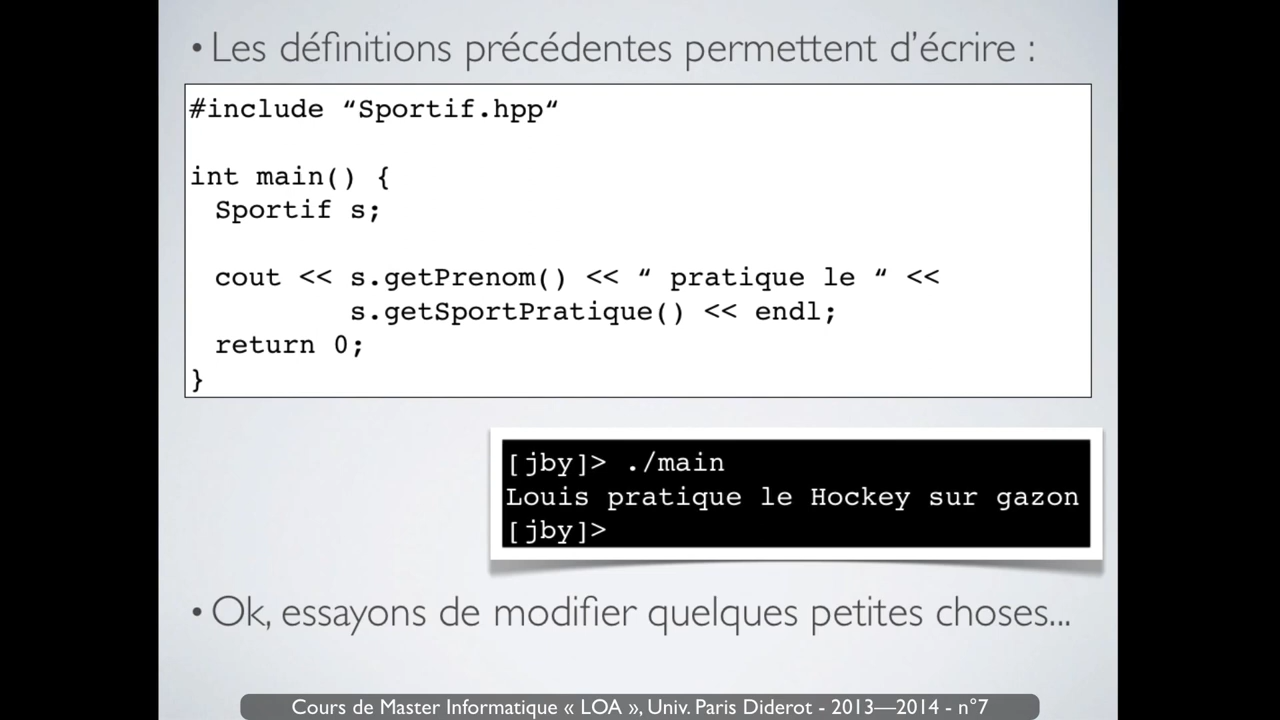 • Les définitions précédentes permettent d’écrire :
#include “Sportif.hpp“
int main() {
Sportif s;
cout << s.getPrenom() << “ pratique le “ <<
s.getSportPratique() << endl;
return 0;
}
[jby]> ./main
Louis pratique le Hockey sur gazon
[jby]>
• Ok, essayons de modifier quelques petites choses...
Cours de Master Informatique « LOA », Univ. Paris Diderot - 2013—2014 - n°7